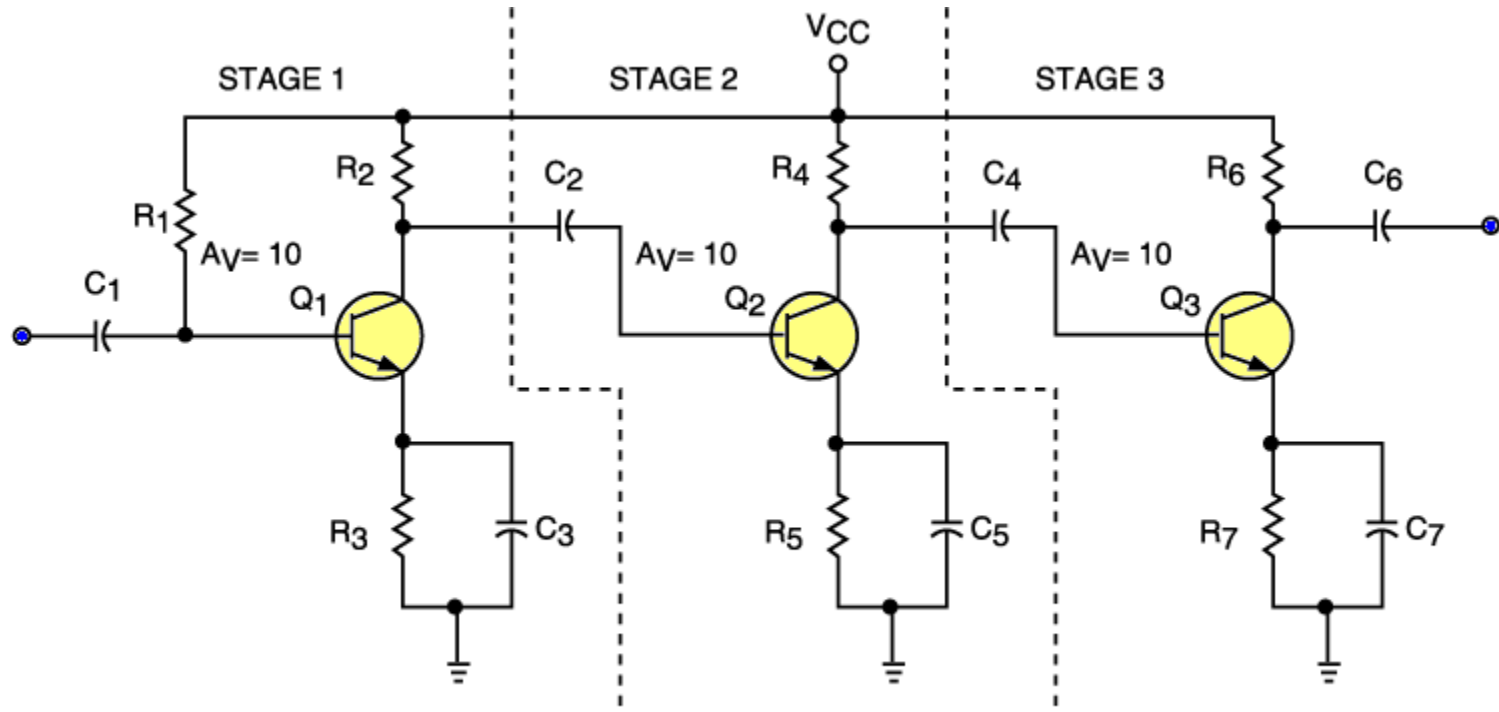 VCC
STAGE 1
STAGE 2
STAGE 3
R2
C2
R4
C4
R6
C6
R1
AV= 10
AV= 10
AV= 10
C1
Q1
Q2
Q3
R3
C3
R5
C5
R7
C7